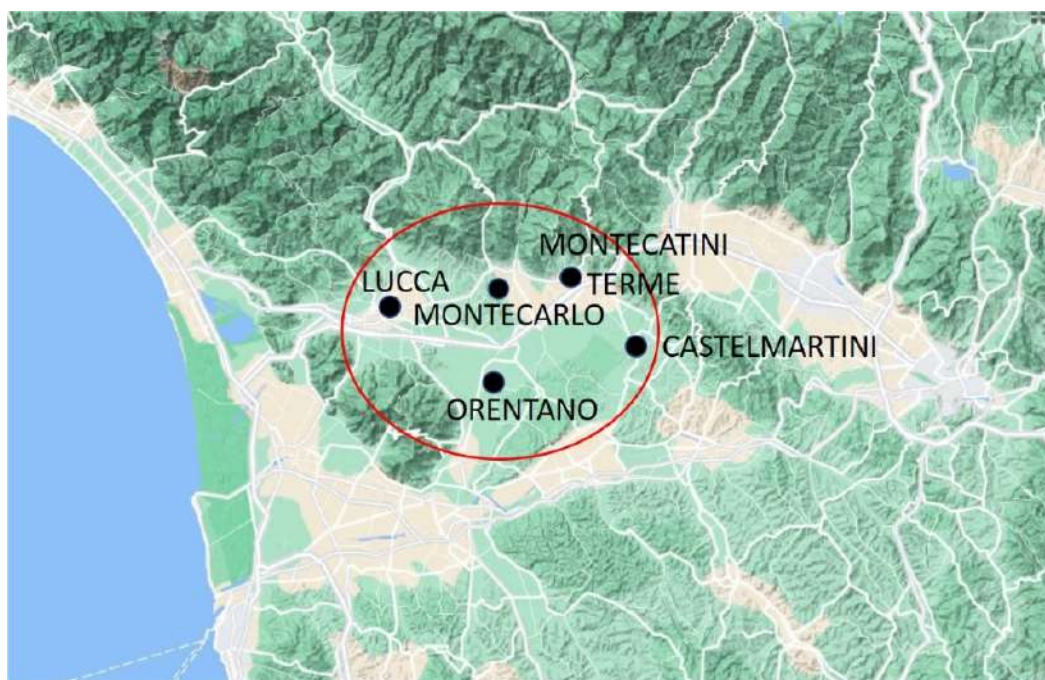 MONTECATINI
TERME
LUCCA
MONTECARLO
CASTELMARTINI
ORENTANO